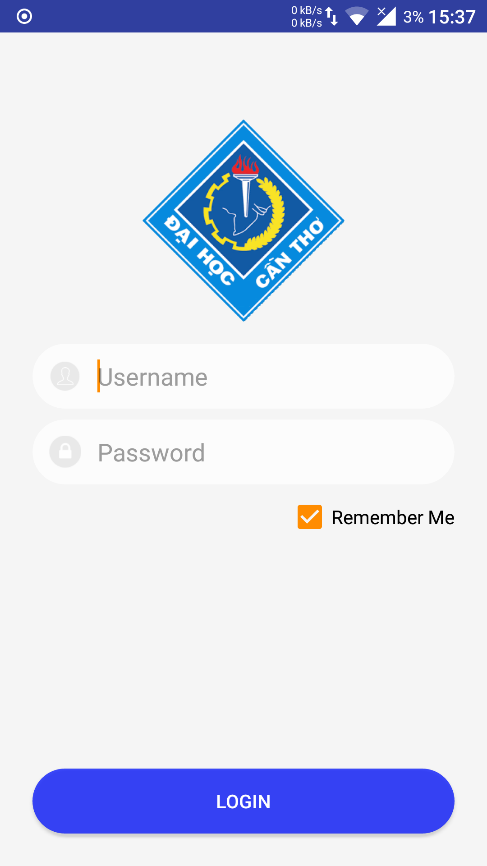 0 kB/s
0 kB/s
3% 15:37
ĐẠI HỌC CẦN THƠ
Username
Password
Remember Me
LOGIN